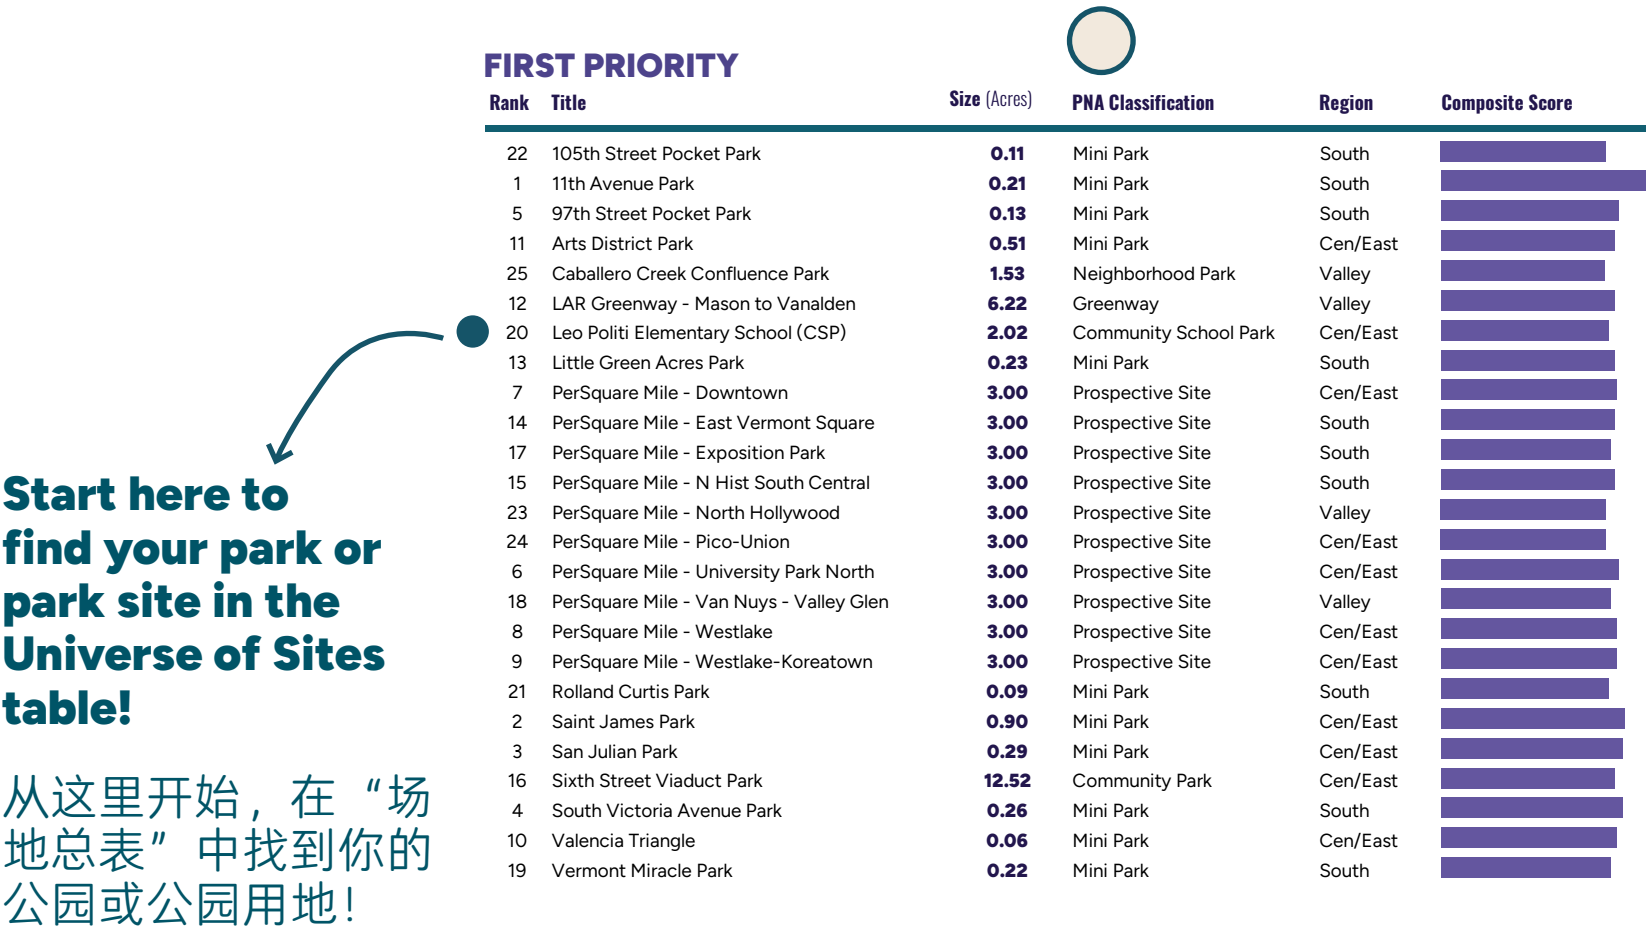 FIRST PRIORITY
Rank Title Size (Acres) PNA Classification Region Composite Score
22 105th Street Pocket Park 0.11 Mini Park South
1 11th Avenue Park 0.21 Mini Park South
5 97th Street Pocket Park 0.13 Mini Park South
11 Arts District Park 0.51 Mini Park Cen/East
25 Caballero Creek Confluence Park 1.53 Neighborhood Park Valley
12 LAR Greenway - Mason to Vanalden 6.22 Greenway Valley
20 Leo Politi Elementary School (CSP) 2.02 Community School Park Cen/East
13 Little Green Acres Park 0.23 Mini Park South
7 PerSquare Mile - Downtown 3.00 Prospective Site Cen/East
14 PerSquare Mile - East Vermont Square 3.00 Prospective Site South
17 PerSquare Mile - Exposition Park 3.00 Prospective Site South
15 PerSquare Mile - N Hist South Central 3.00 Prospective Site South
23 PerSquare Mile - North Hollywood 3.00 Prospective Site Valley
24 PerSquare Mile - Pico-Union 3.00 Prospective Site Cen/East
6 PerSquare Mile - University Park North 3.00 Prospective Site Cen/East
18 PerSquare Mile - Van Nuys - Valley Glen 3.00 Prospective Site Valley
8 PerSquare Mile - Westlake 3.00 Prospective Site Cen/East
9 PerSquare Mile - Westlake-Koreatown 3.00 Prospective Site Cen/East
21 Rolland Curtis Park 0.09 Mini Park South
2 Saint James Park 0.90 Mini Park Cen/East
3 San Julian Park 0.29 Mini Park Cen/East
16 Sixth Street Viaduct Park 12.52 Community Park Cen/East
4 South Victoria Avenue Park 0.26 Mini Park South
10 Valencia Triangle 0.06 Mini Park Cen/East
19 Vermont Miracle Park 0.22 Mini Park South
Start here to
find your park or
park site in the
Universe of Sites
table!
从这里开始，在“场
地总表”中找到你的
公园或公园用地！